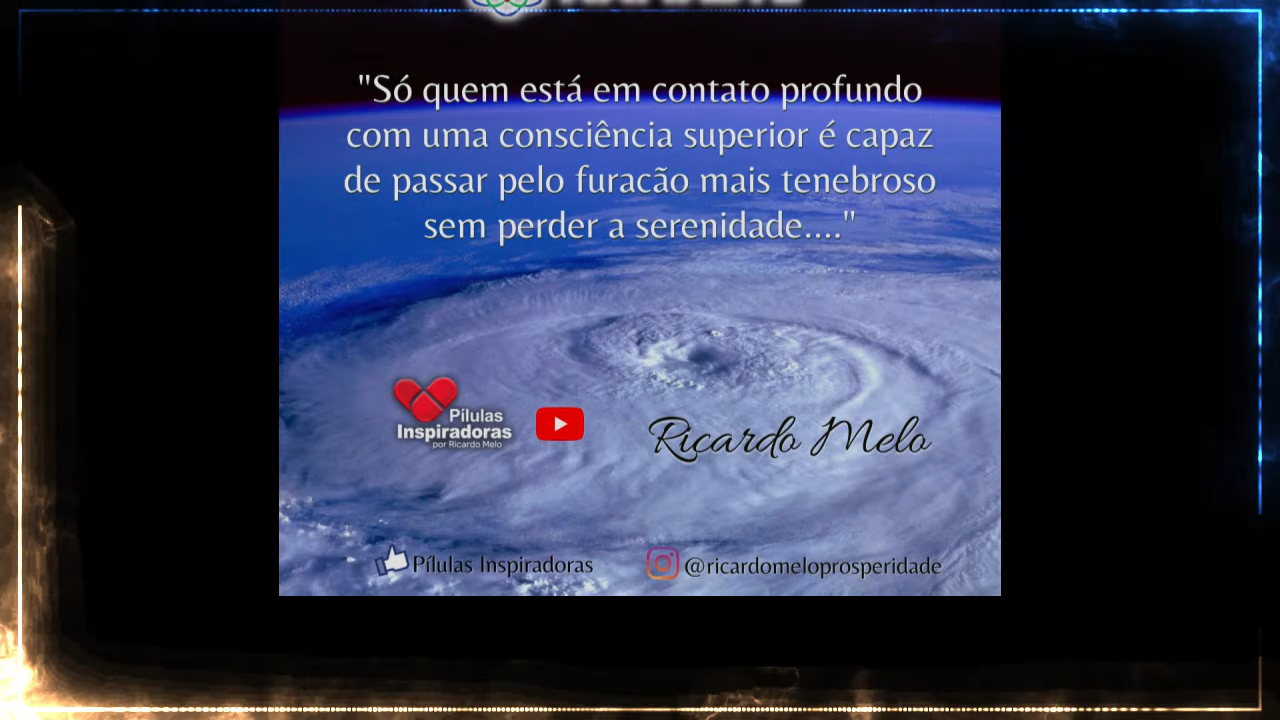 "Só quem está em contato profundo
com uma consciência superior é capaz
de passar pelo furacão mais tenebroso
sem perder a serenidade...."
Pílulas
Inspiradoras
por Ricardo Melo
Ricardo Melo
Pílulas Inspiradoras
@ricardomeloprosperidade